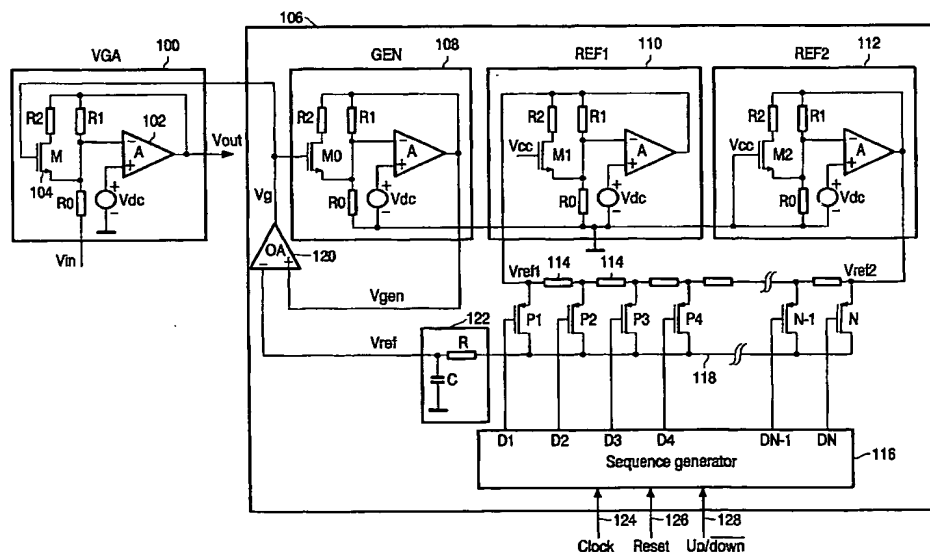 106
VGA 100
GEN 108
REF1 110
REF2 112
R2 R1 102
R2 R1
R2 R1
R2 R1
M A Vout
M0 A
Vcc M1 A
Vcc M2 A
104 R0 Vdc
R0 Vdc
R0 Vdc
R0 Vdc
+ −
+ −
+ −
+ −
− +
− +
− +
− +
Vin
Vg
OA 120
− +
Vgen
Vref1 114 114 Vref2
P1 P2 P3 P4 N-1 N
122
Vref R
C
118
D1 D2 D3 D4 DN-1 DN
Sequence generator 116
124 126 128
Clock Reset Up/down